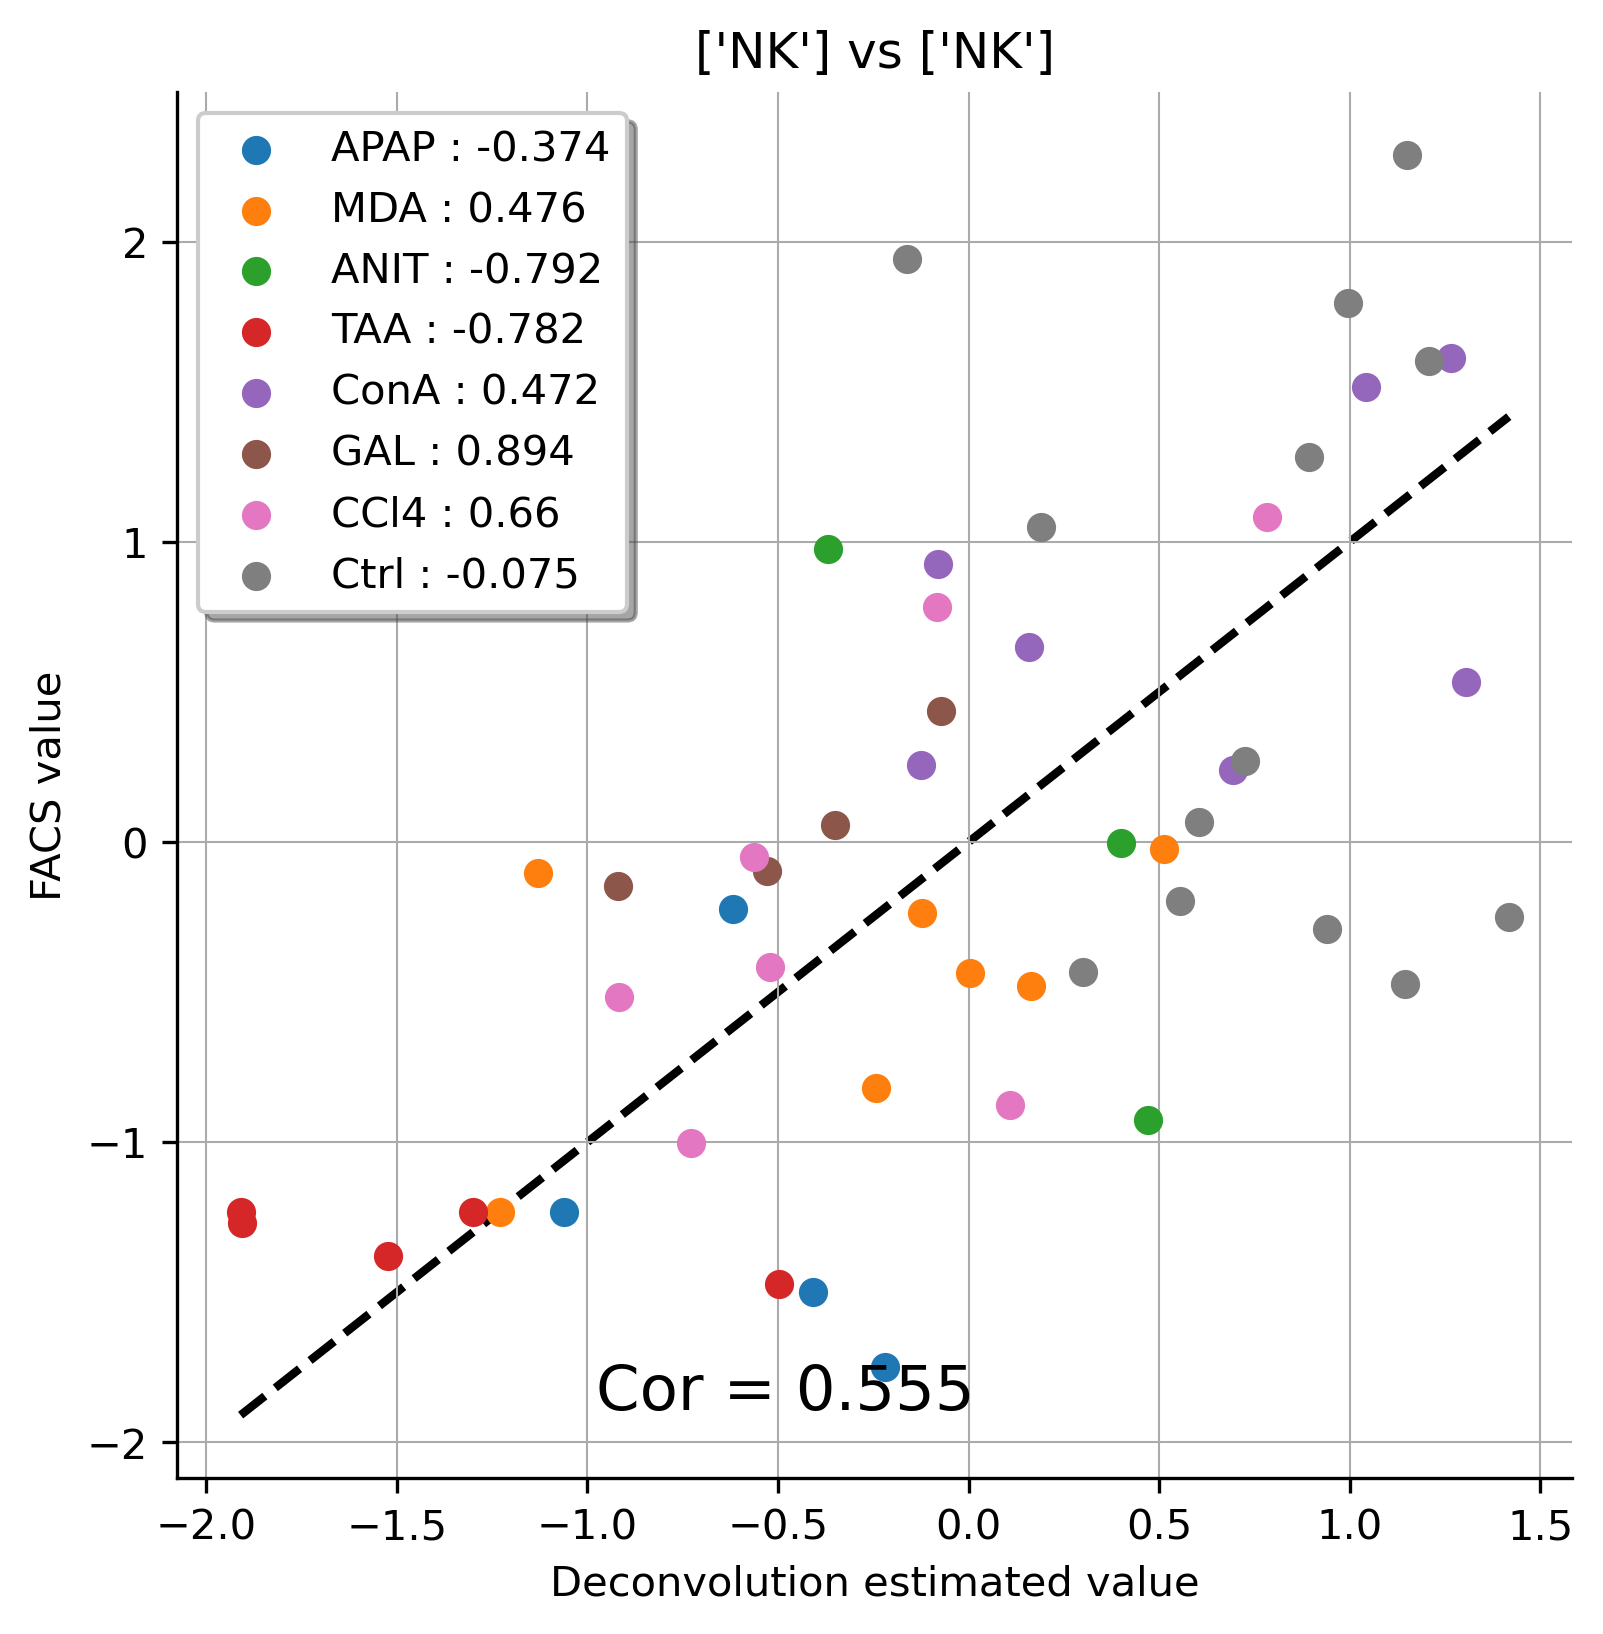 ['NK'] vs ['NK']
APAP : -0.374
MDA : 0.476
ANIT : -0.792
TAA : -0.782
ConA : 0.472
GAL : 0.894
CCl4 : 0.66
Ctrl : -0.075
2
1
0
−1
−2
FACS value
Cor = 0.555
−2.0 −1.5 −1.0 −0.5 0.0 0.5 1.0 1.5
Deconvolution estimated value